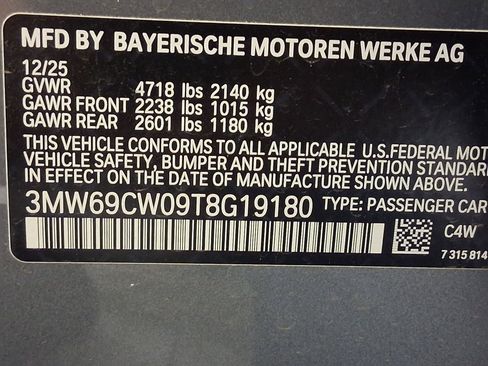 MFD BY BAYERISCHE MOTOREN WERKE AG
12/25
GVWR 4718 lbs 2140 kg
GAWR FRONT 2238 lbs 1015 kg
GAWR REAR 2601 lbs 1180 kg
THIS VEHICLE CONFORMS TO ALL APPLICABLE U.S.FEDERAL MOT
VEHICLE SAFETY, BUMPER AND THEFT PREVENTION STANDARD
IN EFFECT ON THE DATE OF MANUFACTURE SHOWN ABOVE.
3MW69CW09T8G19180 TYPE: PASSENGER CAR
C4W
7 315 814